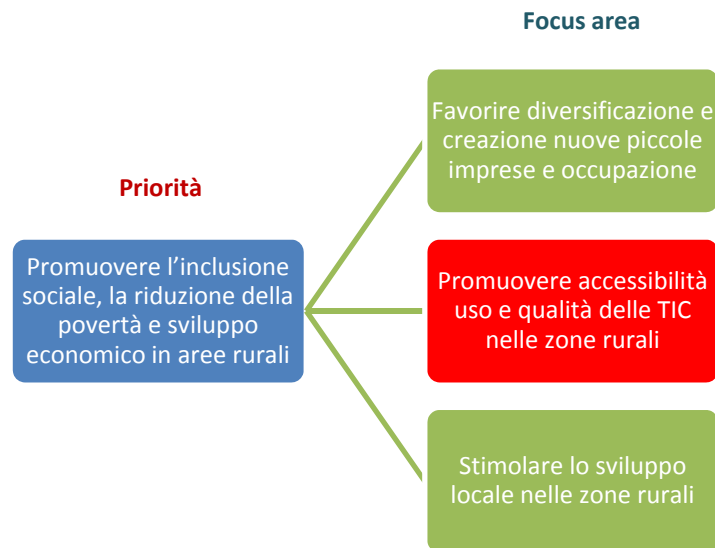 Focus area
Priorità
Promuovere l’inclusione
sociale, la riduzione della
povertà e sviluppo
economico in aree rurali
Favorire diversificazione e
creazione nuove piccole
imprese e occupazione
Promuovere accessibilità
uso e qualità delle TIC
nelle zone rurali
Stimolare lo sviluppo
locale nelle zone rurali